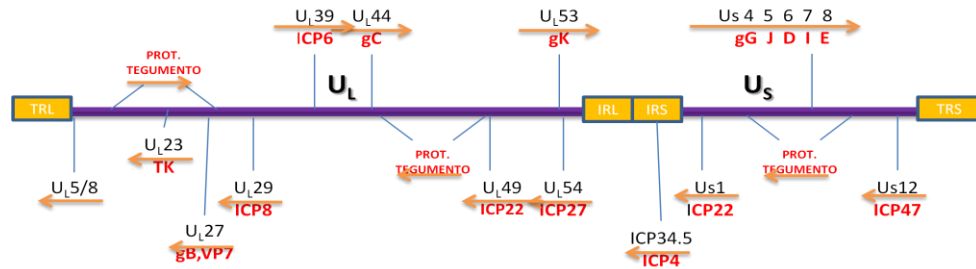 UL39 UL44 UL53 Us 4 5 6 7 8
ICP6 gC gK gG J D I E
PROT.
TEGUMENTO
UL US
TRL IRL IRS TRS
UL23
TK
PROT.
TEGUMENTO
PROT.
TEGUMENTO
UL5/8 UL29 UL49 UL54 Us1 Us12
ICP8 ICP22 ICP27 ICP22 ICP47
UL27 ICP34.5
gB,VP7 ICP4